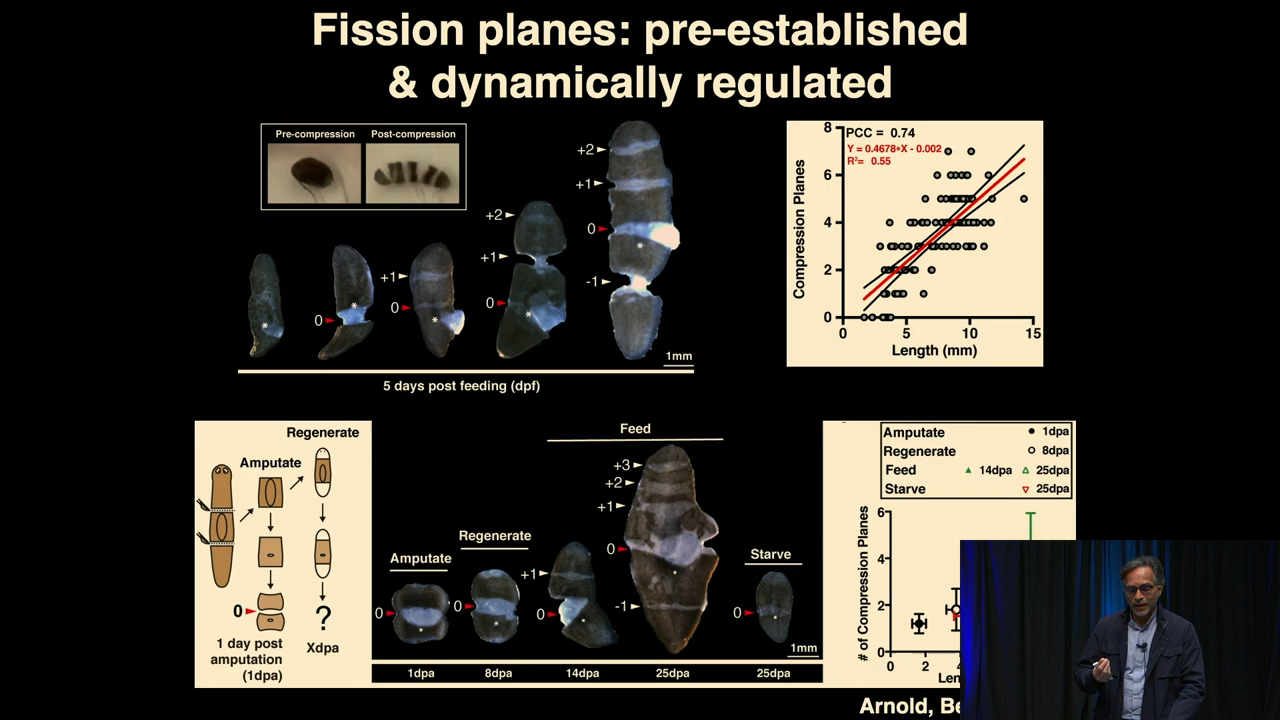 Fission planes: pre-established
& dynamically regulated
Pre-compression Post-compression
+2
+1
0
-1
+2
+1
0
+1
0
0
1mm
5 days post feeding (dpf)
PCC = 0.74
Y = 0.4678*X - 0.002
R²= 0.55
Compression Planes
8
6
4
2
0
0 5 10 15
Length (mm)
Regenerate
Amputate
0
1 day post
amputation
(1dpa)
?
Xdpa
Feed
Amputate
Regenerate
Starve
+3
+2
+1
0
-1
+1
0
0
0
0
1mm
1dpa 8dpa 14dpa 25dpa 25dpa
Amputate 1dpa
Regenerate 8dpa
Feed 14dpa 25dpa
Starve 25dpa
# of Compression Planes
6
4
2
0
0 2 4
Len
Arnold, Be